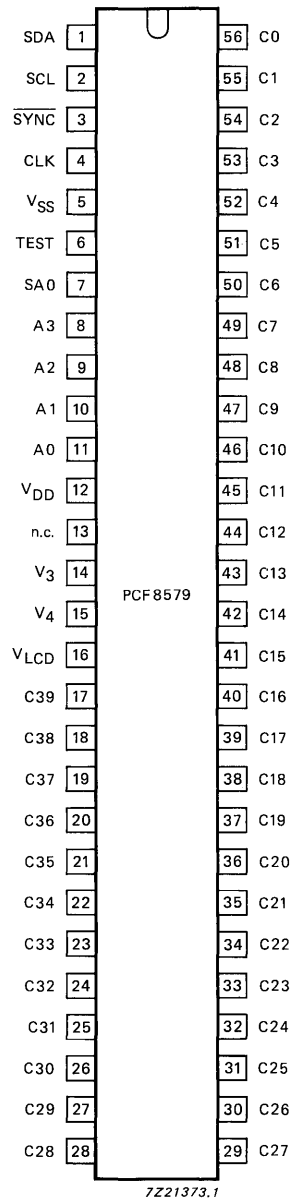 SDA 1 56 C0
SCL 2 55 C1
SYNC 3 54 C2
CLK 4 53 C3
VSS 5 52 C4
TEST 6 51 C5
SA0 7 50 C6
A3 8 49 C7
A2 9 48 C8
A1 10 47 C9
A0 11 46 C10
VDD 12 45 C11
n.c. 13 44 C12
V3 14 43 C13
PCF8579
V4 15 42 C14
VLCD 16 41 C15
C39 17 40 C16
C38 18 39 C17
C37 19 38 C18
C36 20 37 C19
C35 21 36 C20
C34 22 35 C21
C33 23 34 C22
C32 24 33 C23
C31 25 32 C24
C30 26 31 C25
C29 27 30 C26
C28 28 29 C27
7Z21373.1